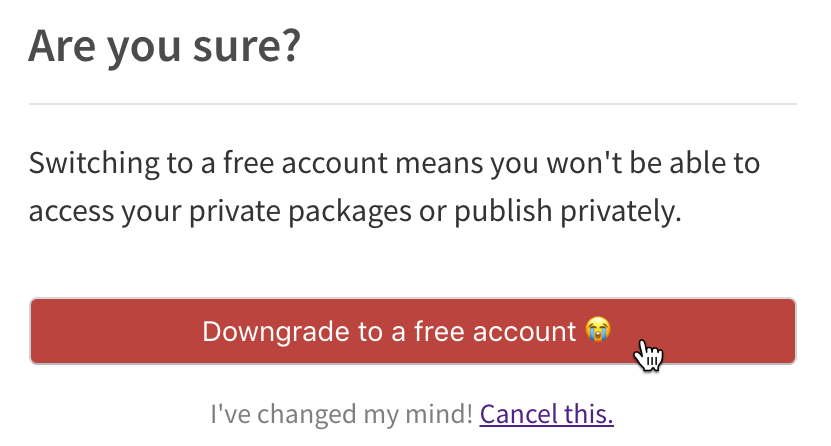 Are you sure?
Switching to a free account means you won't be able to
access your private packages or publish privately.
Downgrade to a free account 😭
I've changed my mind! Cancel this.